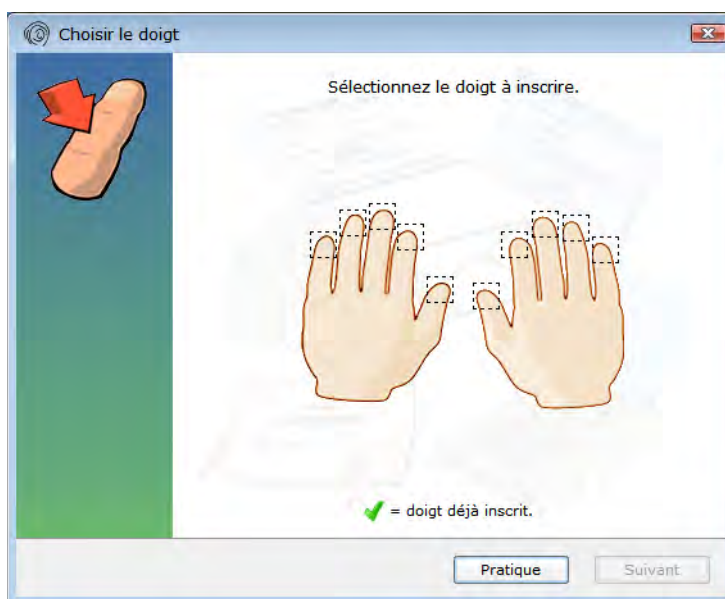 Choisir le doigt
Sélectionnez le doigt à inscrire.
= doigt déjà inscrit.
Pratique
Suivant